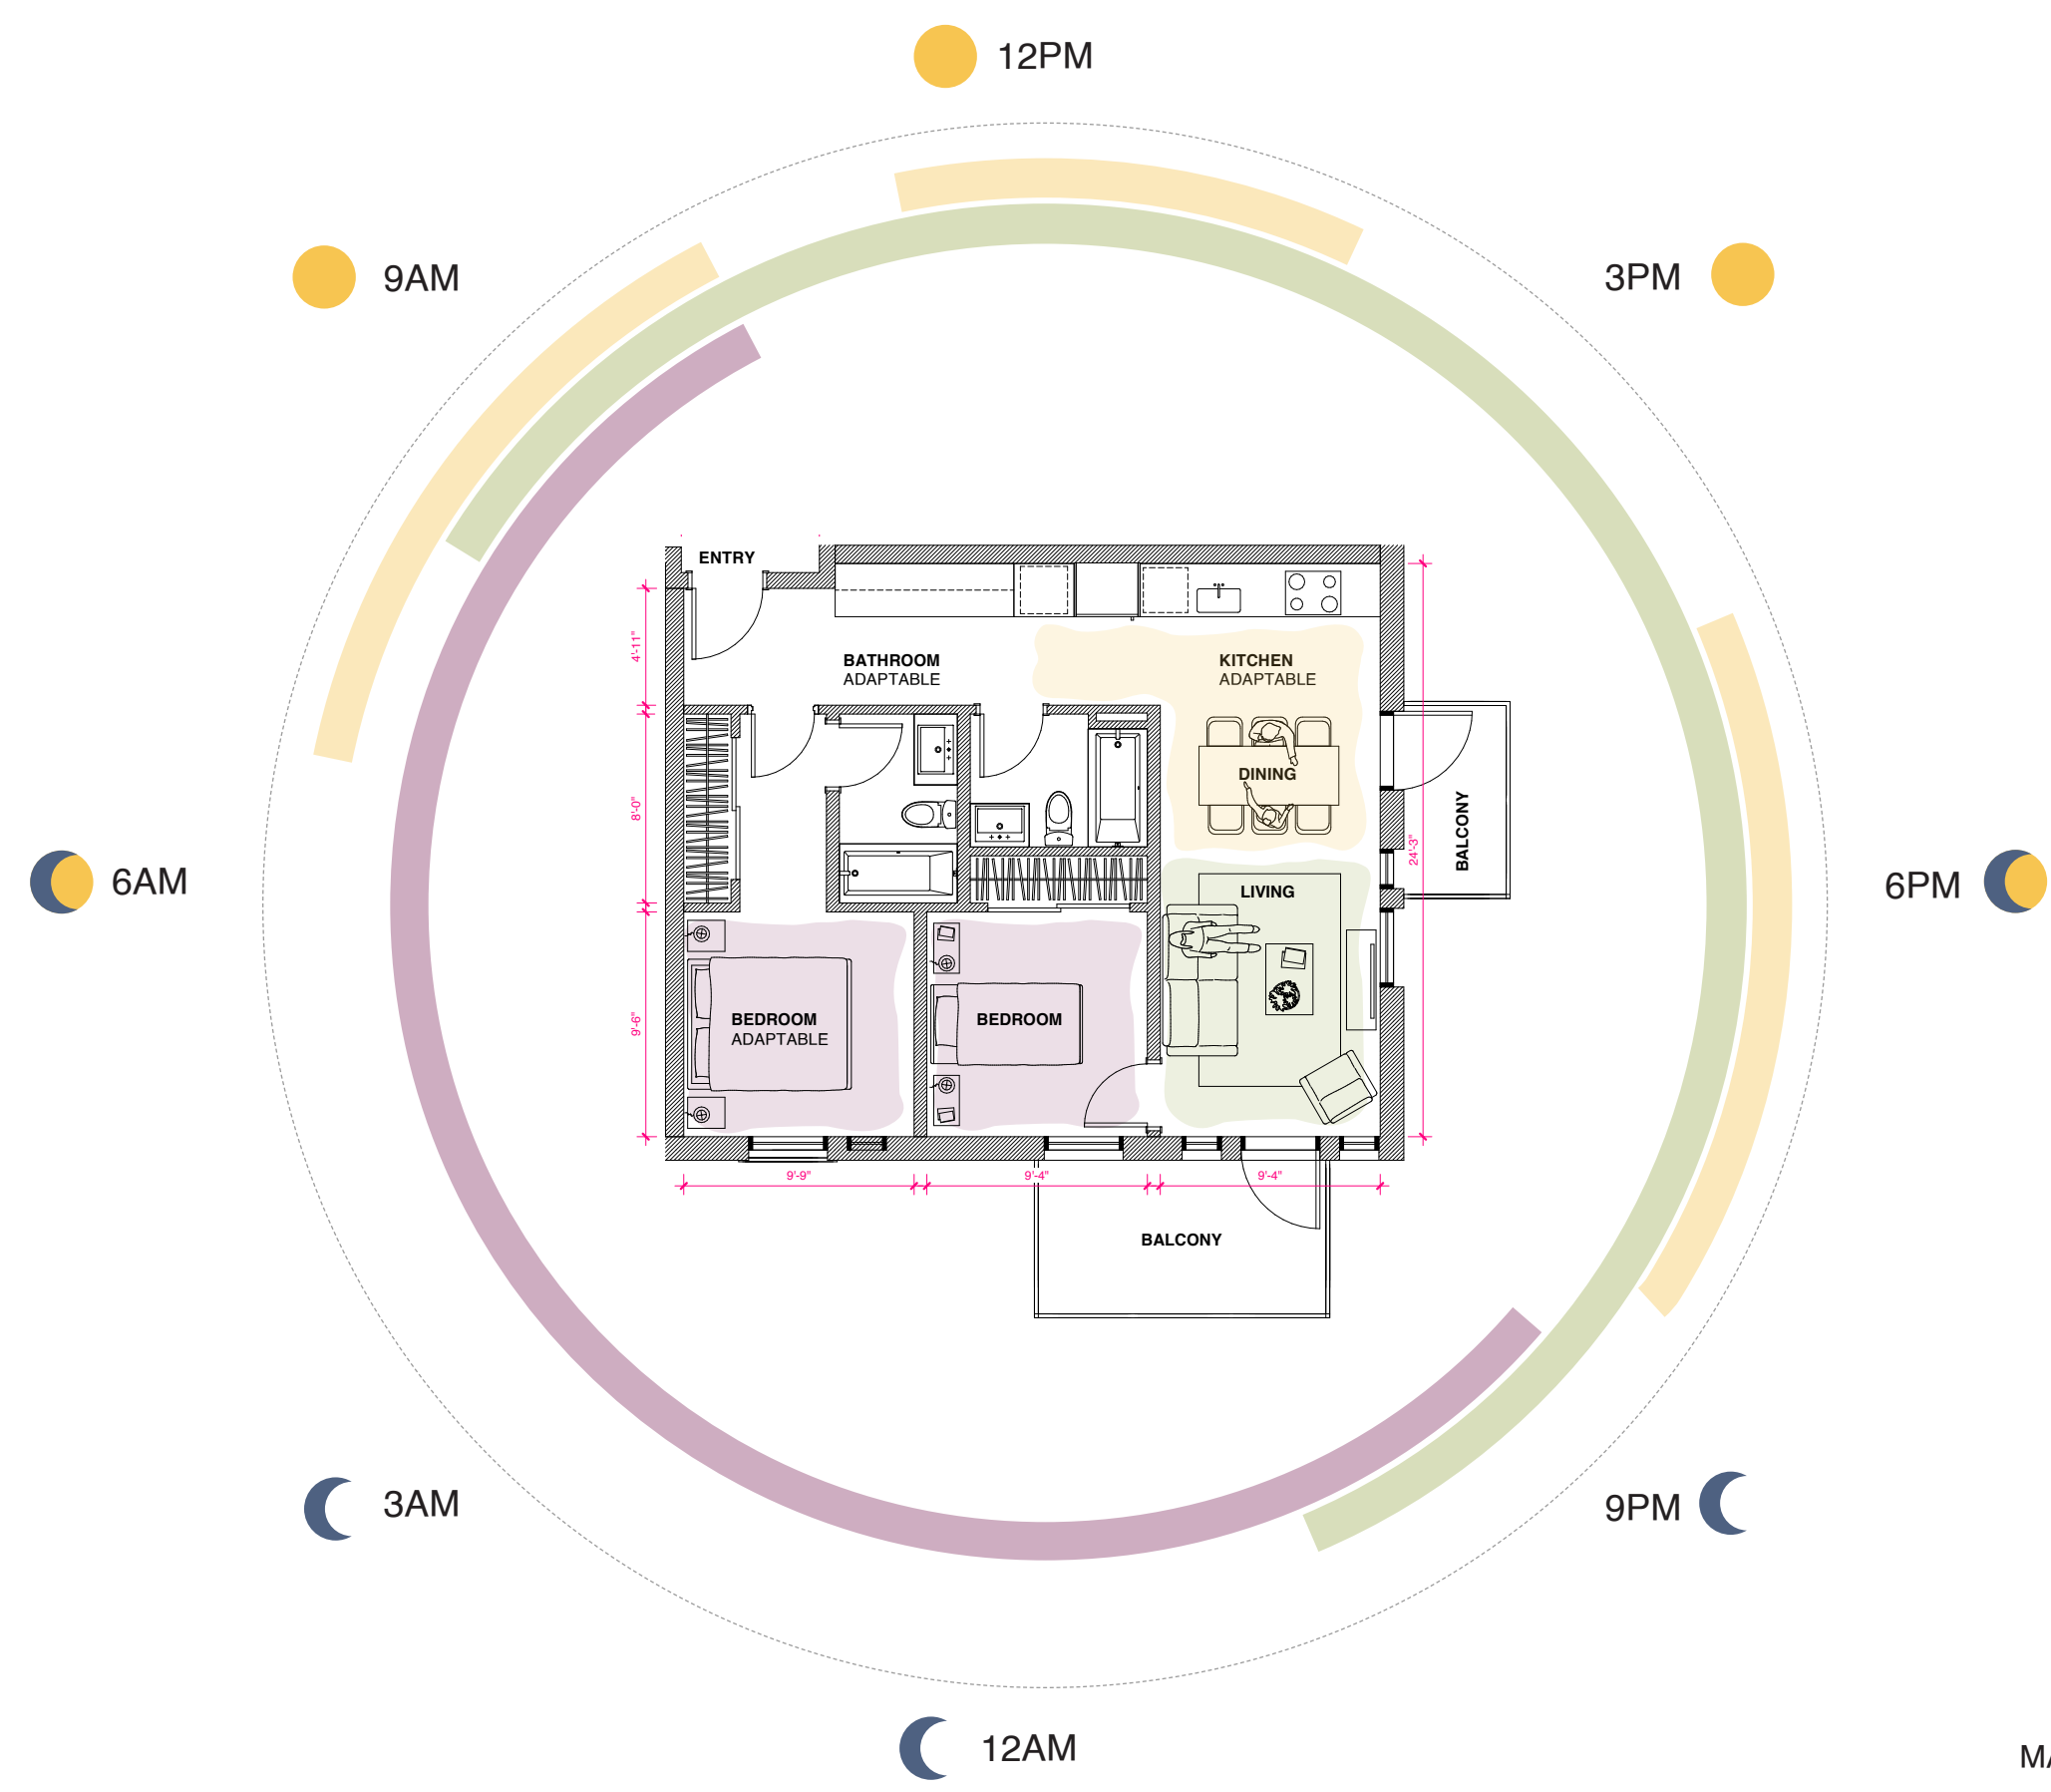 12PM
9AM
3PM
ENTRY
4'-11"
BATHROOM
ADAPTABLE
KITCHEN
ADAPTABLE
DINING
8'-0"
BALCONY
24'-3"
6AM
LIVING
6PM
9'-6"
BEDROOM
ADAPTABLE
BEDROOM
9'-9"
9'-4"
9'-4"
BALCONY
3AM
9PM
12AM